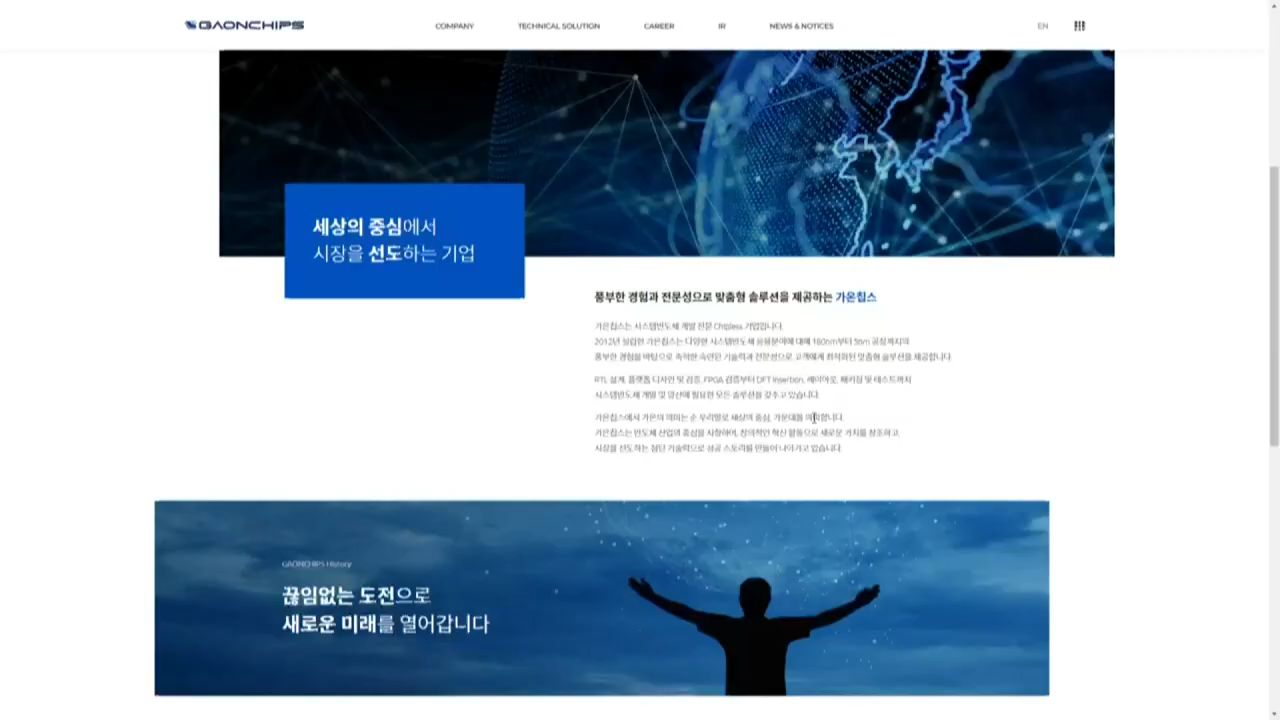 GAONCHIPS
COMPANY
TECHNICAL SOLUTION
CAREER
IR
NEWS & NOTICES
EN
세상의 중심에서
시장을 선도하는 기업
풍부한 경험과 전문성으로 맞춤형 솔루션을 제공하는 가온칩스
가온칩스는 시스템반도체 개발 전문 Chipless 기업입니다.
2012년 설립한 가온칩스는 다양한 시스템반도체 응용분야에 대해 180nm부터 5nm 공정까지의
풍부한 경험을 바탕으로 축적한 숙련된 기술력과 전문성으로 고객에게 최적화된 맞춤형 솔루션을 제공합니다.
RTL 설계, 플랫폼 디자인 및 검증, FPGA 검증부터 DFT Insertion, 레이아웃, 패키징 및 테스트까지
시스템반도체 개발 및 양산에 필요한 모든 솔루션을 갖추고 있습니다.
가온칩스에서 가온의 의미는 순 우리말로 세상의 중심, 가운데를 의미합니다.
가온칩스는 반도체 산업의 중심을 지향하며, 창의적인 혁신 활동으로 새로운 가치를 창조하고
시장을 선도하는 첨단 기술력으로 성공 스토리를 만들어 나아가고 있습니다.
GAONCHIPS History
끊임없는 도전으로
새로운 미래를 열어갑니다